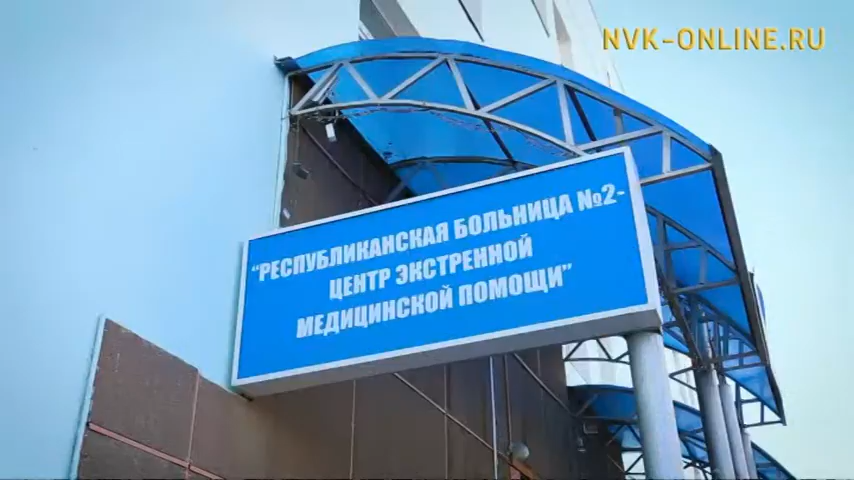 NVK-ONLINE.RU
"РЕСПУБЛИКАНСКАЯ БОЛЬНИЦА №2-
ЦЕНТР ЭКСТРЕННОЙ
МЕДИЦИНСКОЙ ПОМОЩИ"